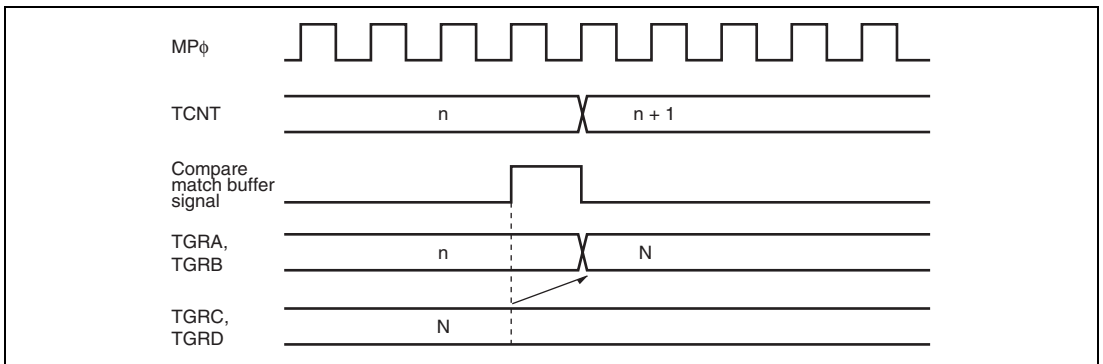 MPϕ
TCNT
n
n + 1
Compare
match buffer
signal
TGRA,
TGRB
n
N
TGRC,
TGRD
N